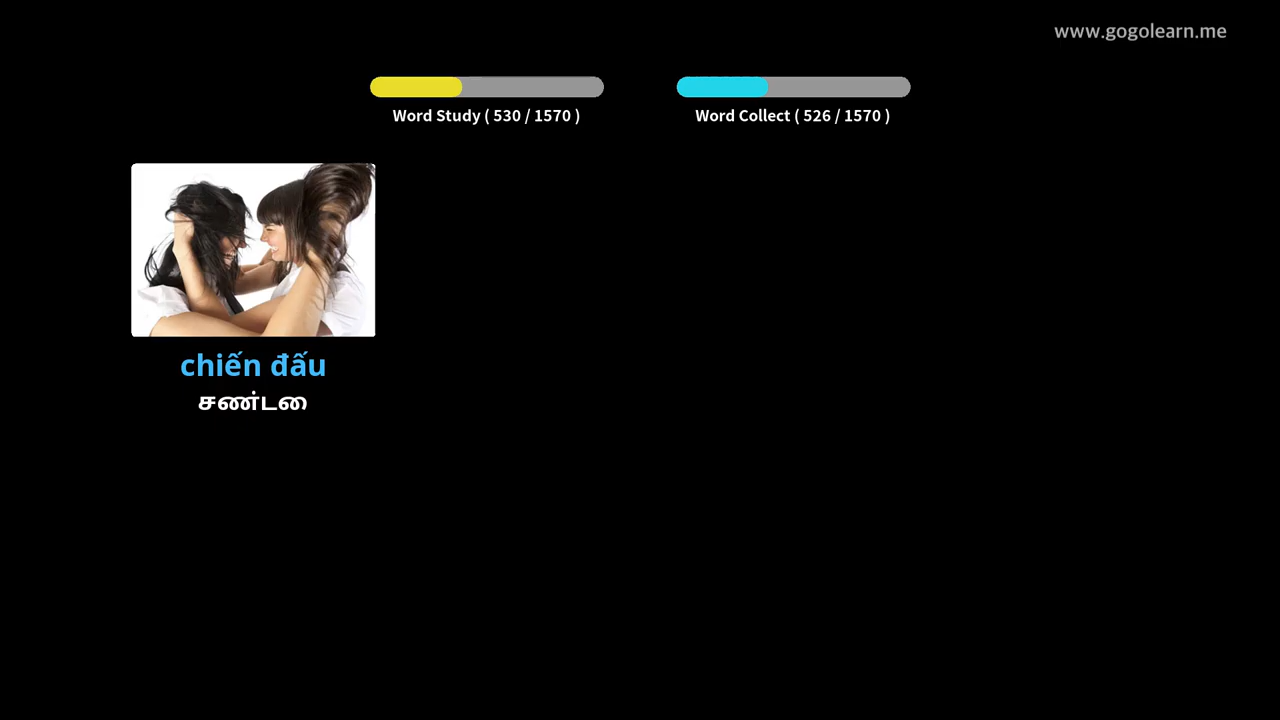 www.gogolearn.me
Word Study ( 530 / 1570 )
Word Collect ( 526 / 1570 )
chiến đấu
சண்டை